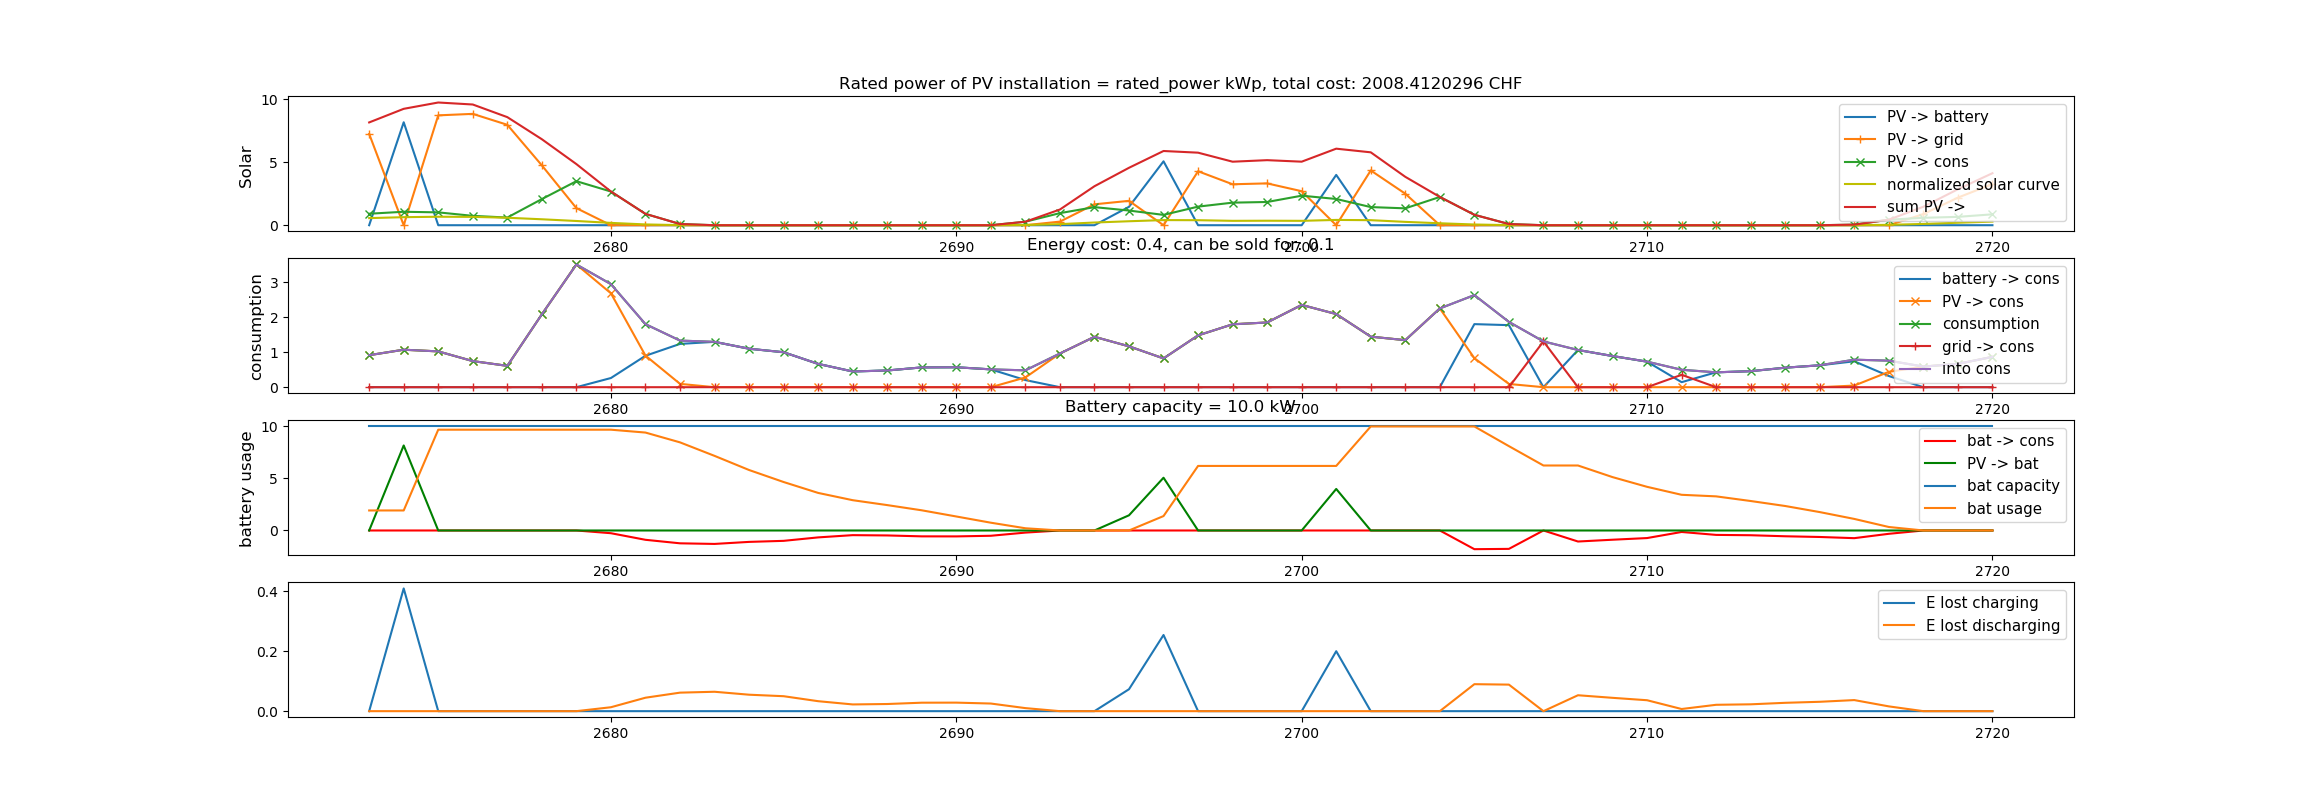 Rated power of PV installation = rated_power kWp, total cost: 2008.4120296 CHF
Solar
10
5
0
PV -> battery
PV -> grid
PV -> cons
normalized solar curve
sum PV ->
2680 2690 2700 2710 2720
Energy cost: 0.4, can be sold for: 0.1
consumption
3
2
1
0
battery -> cons
PV -> cons
consumption
grid -> cons
into cons
2680 2690 2700 2710 2720
Battery capacity = 10.0 kW
battery usage
10
5
0
bat -> cons
PV -> bat
bat capacity
bat usage
2680 2690 2700 2710 2720
0.4
0.2
0.0
E lost charging
E lost discharging
2680 2690 2700 2710 2720